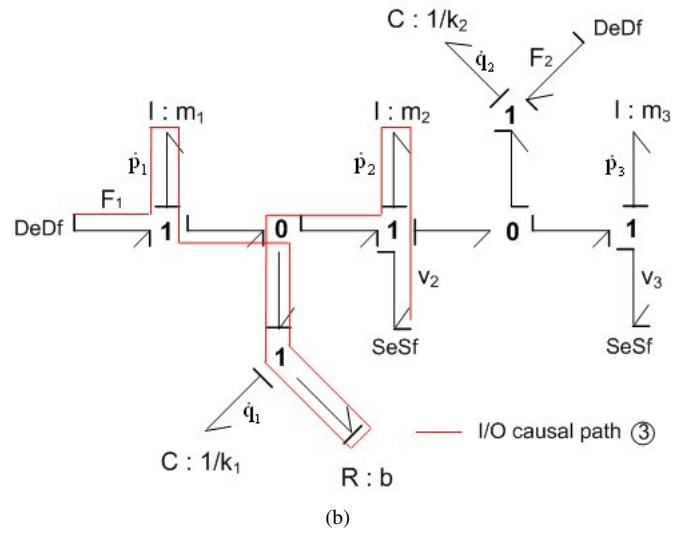 C : 1/k₂
DeDf
q̇₂
F₂
I : m₁
I : m₂
1
I : m₃
ṗ₁
ṗ₂
ṗ₃
F₁
DeDf
1
0
1
0
1
v₂
v₃
SeSf
SeSf
1
q̇₁
C : 1/k₁
R : b
I/O causal path ③
(b)